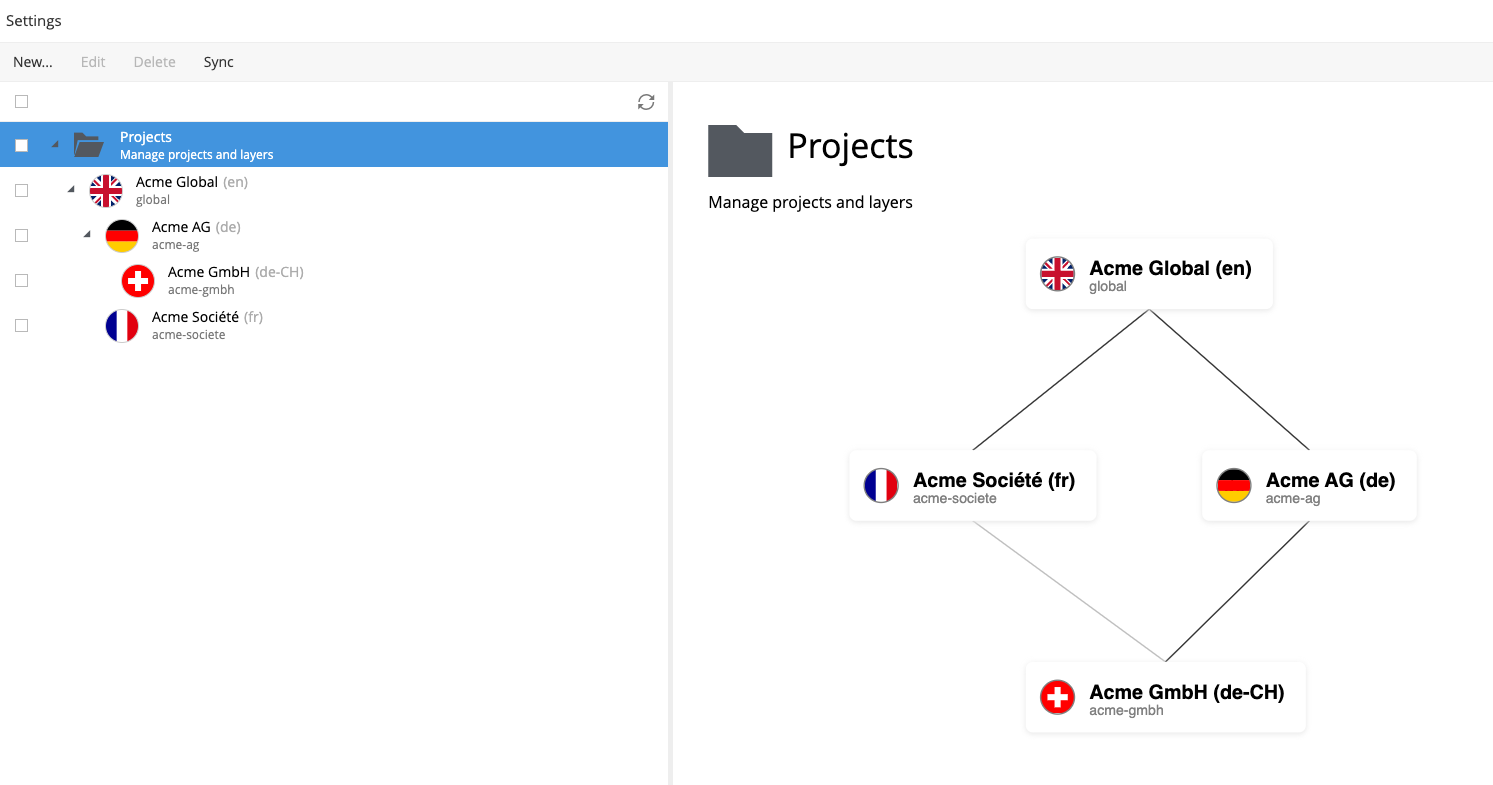 Settings
New... Edit Delete Sync
Projects
Manage projects and layers
Acme Global (en)
global
Acme AG (de)
acme-ag
Acme GmbH (de-CH)
acme-gmbh
Acme Société (fr)
acme-societe
Projects
Manage projects and layers
Acme Global (en)
global
Acme Société (fr)
acme-societe
Acme AG (de)
acme-ag
Acme GmbH (de-CH)
acme-gmbh